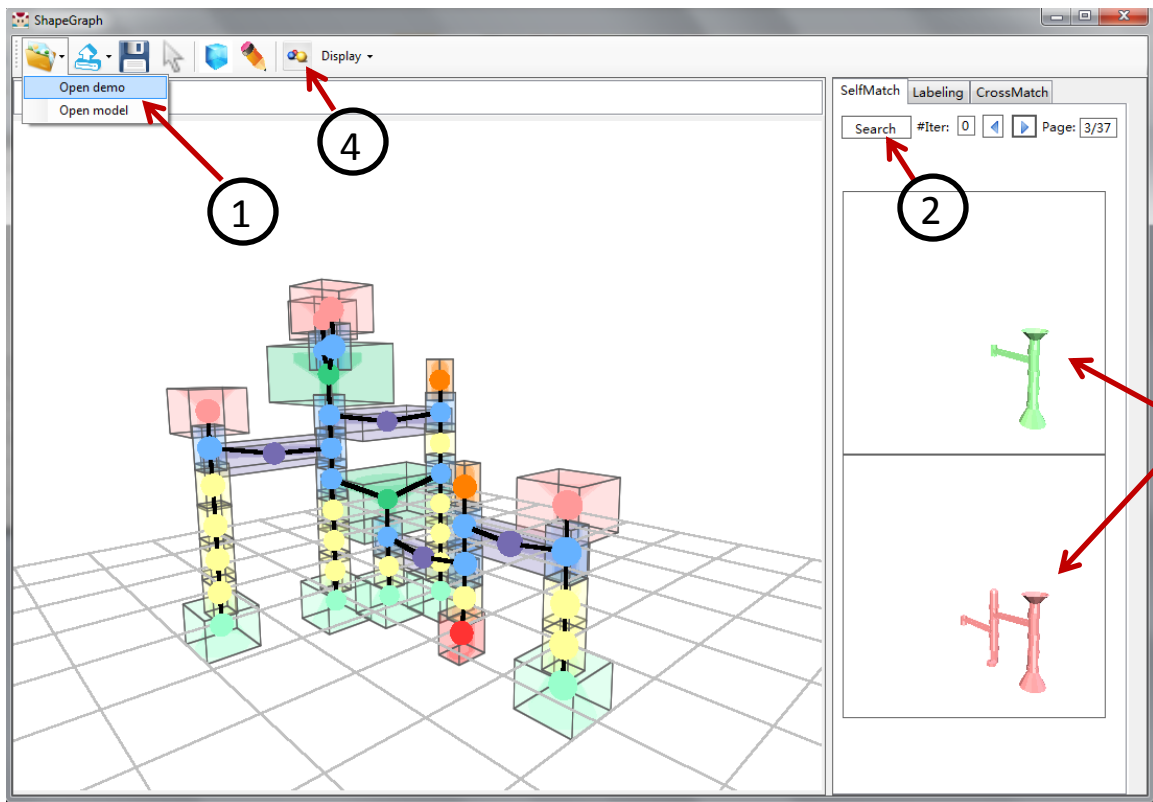 ShapeGraph
Display
Open demo
Open model
4
1
SelfMatch Labeling CrossMatch
Search #Iter: 0 Page: 3/37
2